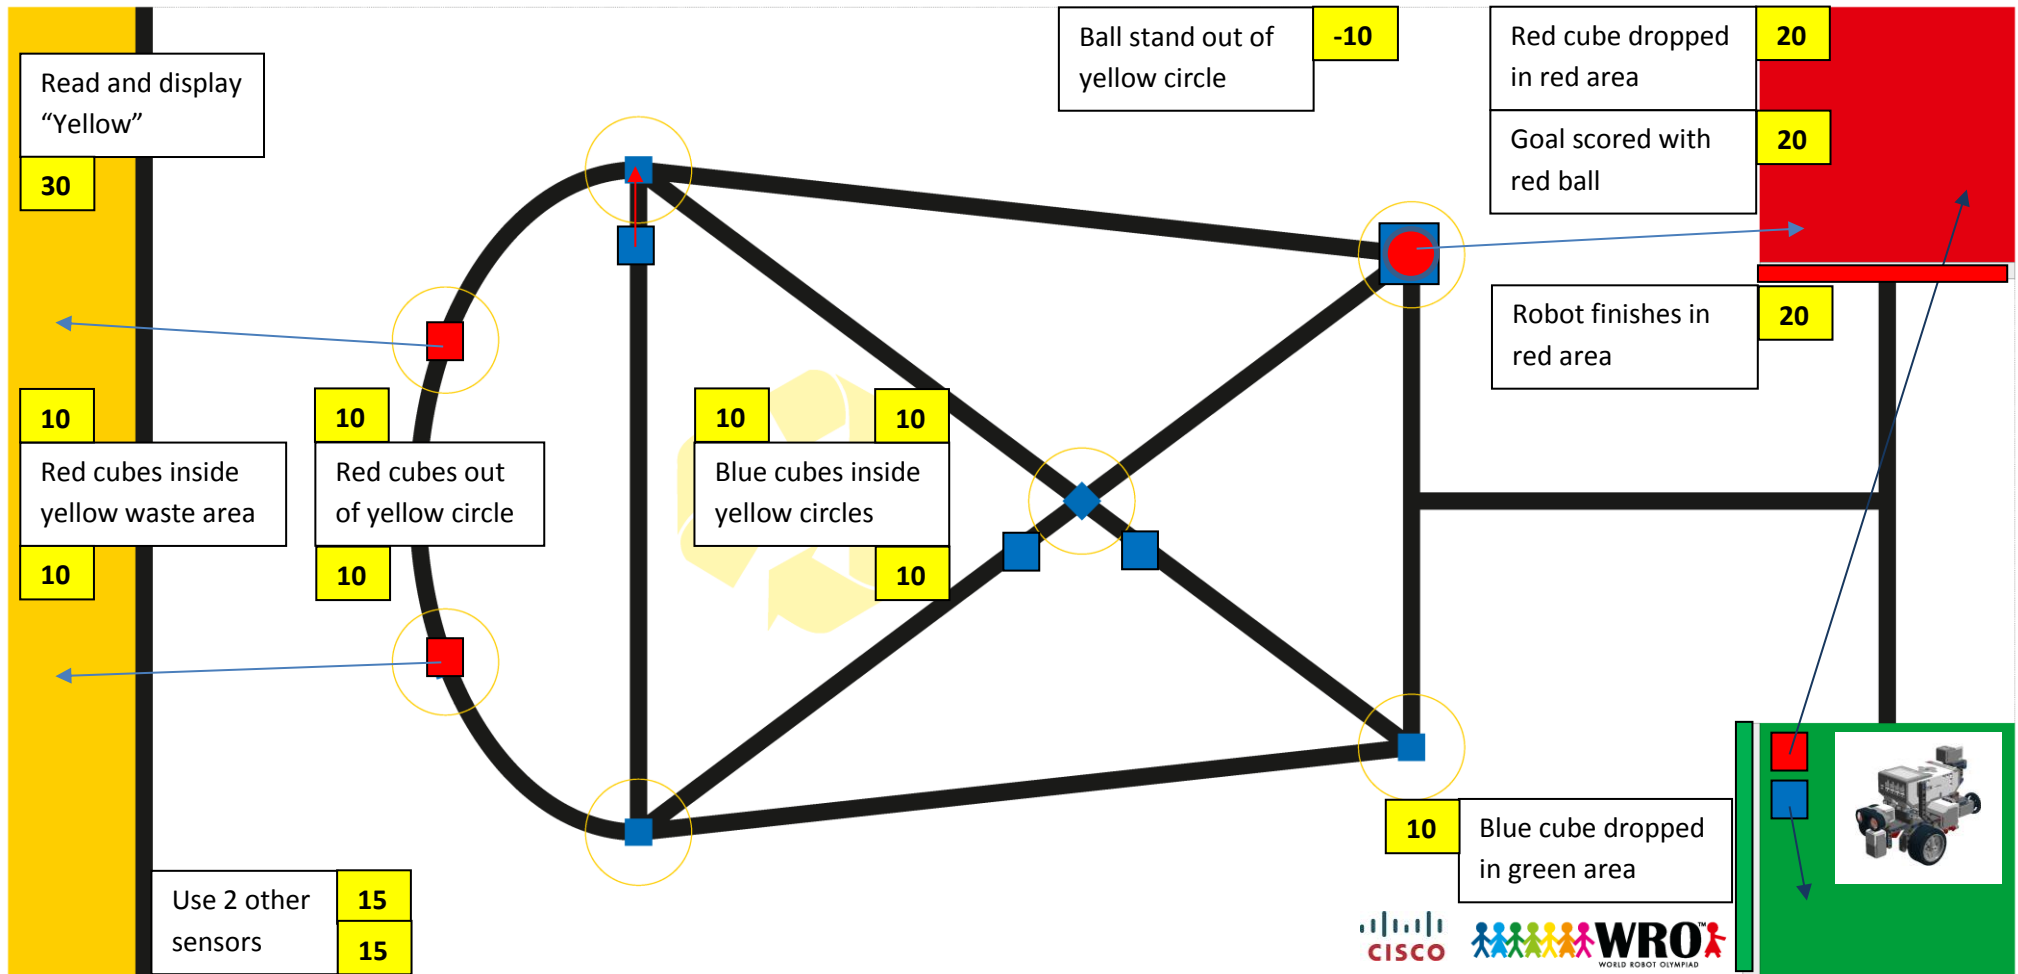 Ball stand out of
yellow circle
-10
Red cube dropped
in red area
20
Goal scored with
red ball
20
Read and display
“Yellow”
30
Robot finishes in
red area
20
10
Red cubes inside
yellow waste area
10
10
Red cubes out
of yellow circle
10
10
10
Blue cubes inside
yellow circles
10
10
Blue cube dropped
in green area
Use 2 other
sensors
15
15
CISCO
WRO™
WORLD ROBOT OLYMPIAD